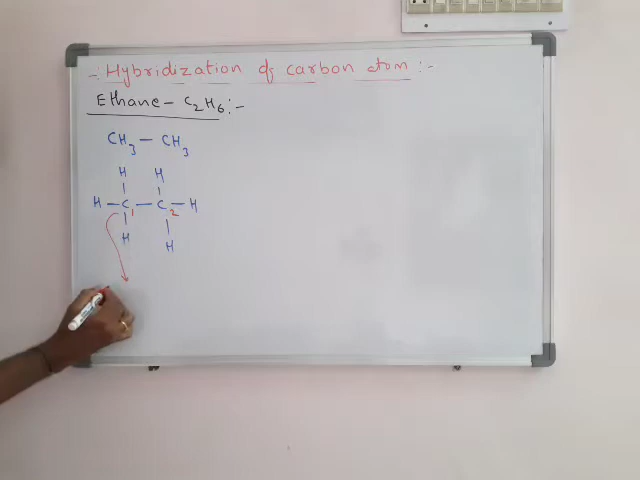 -: Hybridization of carbon atom :-
Ethane - C2H6 :-
CH3 - CH3
H H
H - C1 - C2 - H
H H